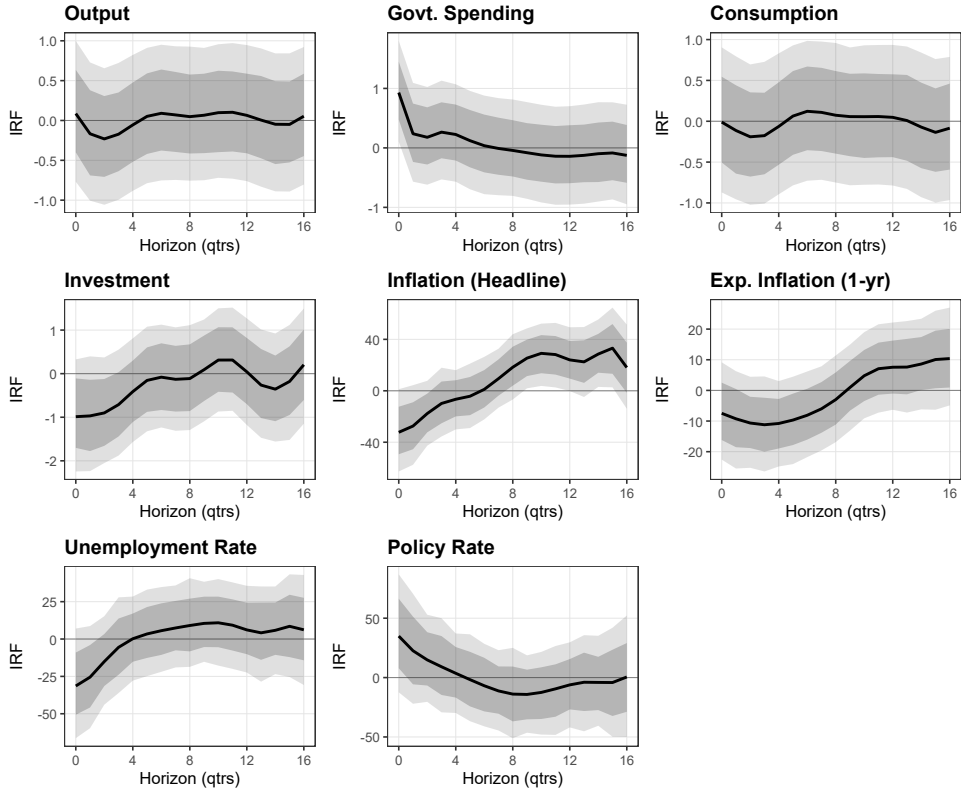 Output
IRF
1.0
0.5
0.0
-0.5
-1.0
0 4 8 12 16
Horizon (qtrs)
Govt. Spending
IRF
1
0
-1
0 4 8 12 16
Horizon (qtrs)
Consumption
IRF
1.0
0.5
0.0
-0.5
-1.0
0 4 8 12 16
Horizon (qtrs)
Investment
IRF
1
0
-1
-2
0 4 8 12 16
Horizon (qtrs)
Inflation (Headline)
IRF
40
0
-40
0 4 8 12 16
Horizon (qtrs)
Exp. Inflation (1-yr)
IRF
20
10
0
-10
-20
0 4 8 12 16
Horizon (qtrs)
Unemployment Rate
IRF
25
0
-25
-50
0 4 8 12 16
Horizon (qtrs)
Policy Rate
IRF
50
0
-50
0 4 8 12 16
Horizon (qtrs)